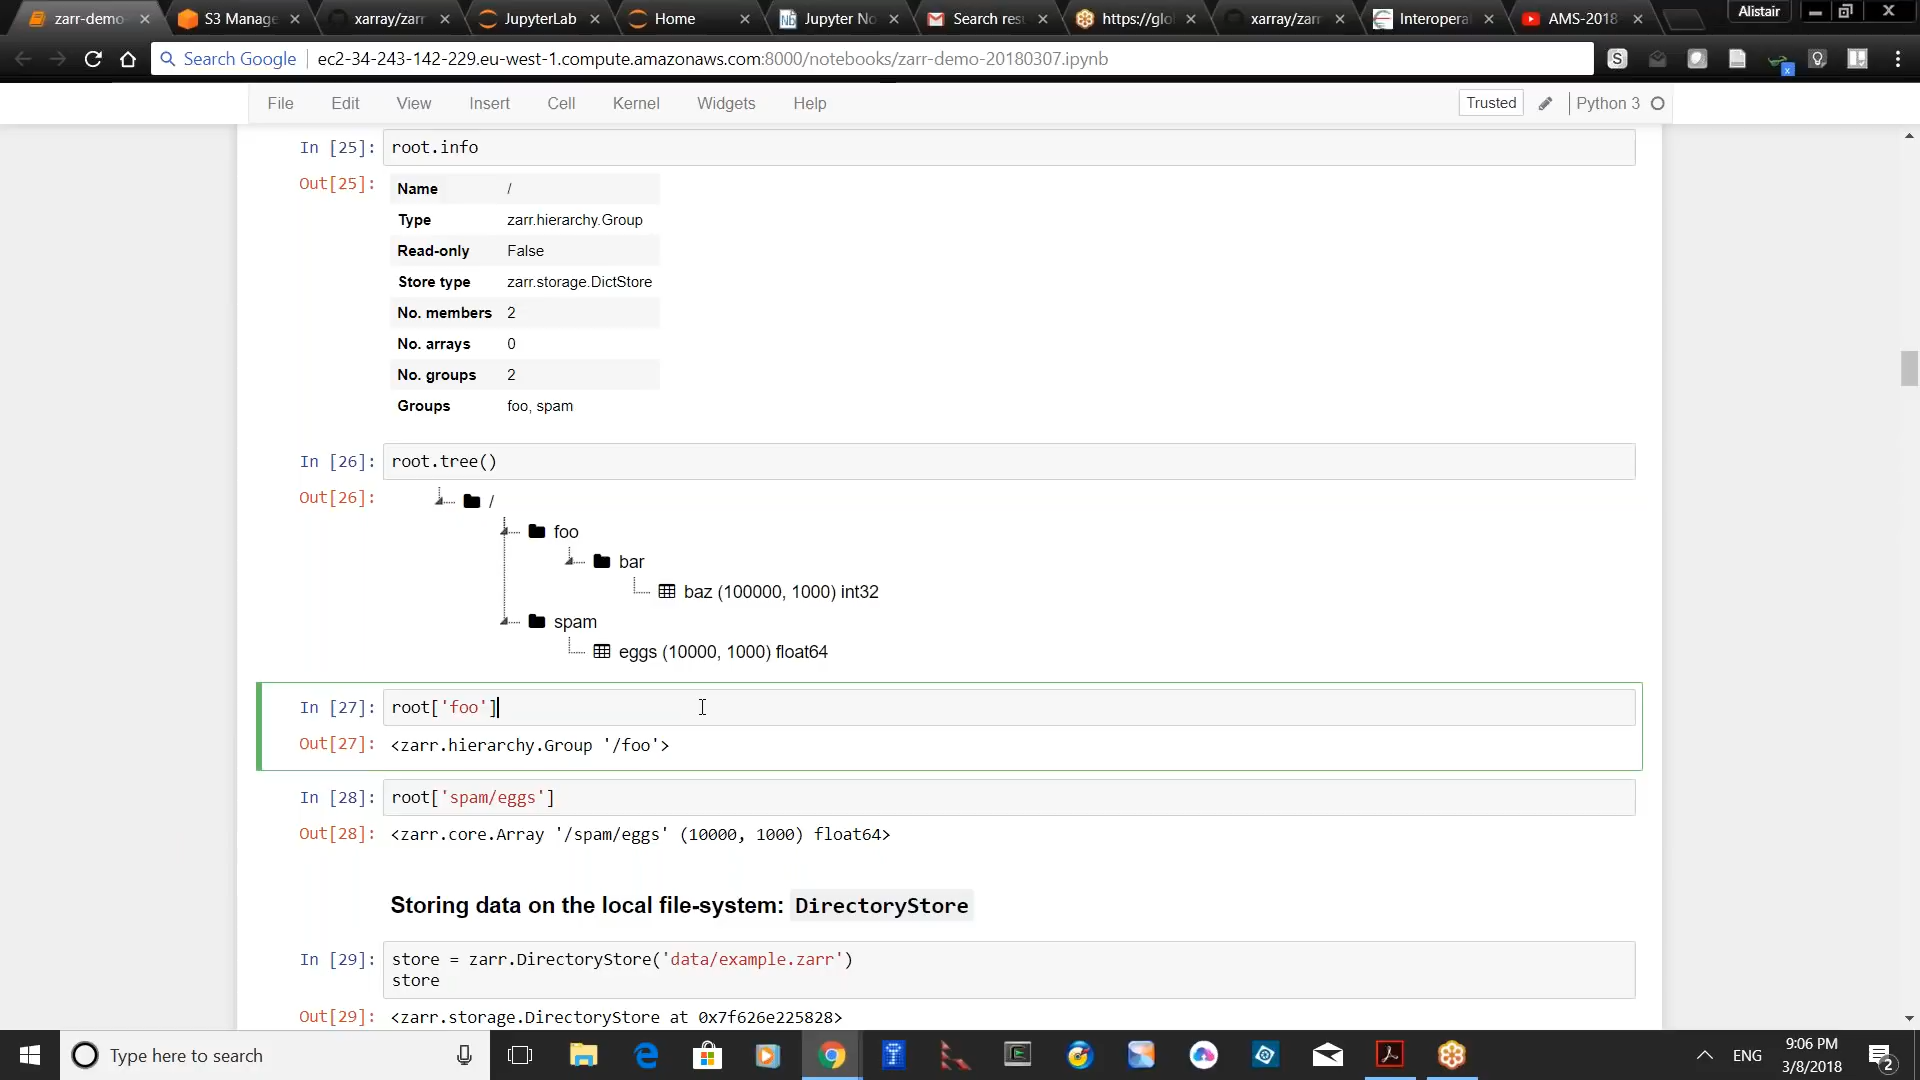 zarr-demo
S3 Manage
xarray/zarr
JupyterLab
Home
Jupyter No
Search res
https://glo
xarray/zarr
Interopera
AMS-2018
Alistair
Search Google
ec2-34-243-142-229.eu-west-1.compute.amazonaws.com:8000/notebooks/zarr-demo-20180307.ipynb
File Edit View Insert Cell Kernel Widgets Help
Trusted
Python 3
In [25]: root.info
Out[25]:
Name /
Type zarr.hierarchy.Group
Read-only False
Store type zarr.storage.DictStore
No. members 2
No. arrays 0
No. groups 2
Groups foo, spam
In [26]: root.tree()
Out[26]: /
foo
bar
baz (100000, 1000) int32
spam
eggs (10000, 1000) float64
In [27]: root['foo']
Out[27]: <zarr.hierarchy.Group '/foo'>
In [28]: root['spam/eggs']
Out[28]: <zarr.core.Array '/spam/eggs' (10000, 1000) float64>
Storing data on the local file-system: DirectoryStore
In [29]: store = zarr.DirectoryStore('data/example.zarr')
store
Out[29]: <zarr.storage.DirectoryStore at 0x7f626e225828>
Type here to search
ENG
9:06 PM
3/8/2018
2